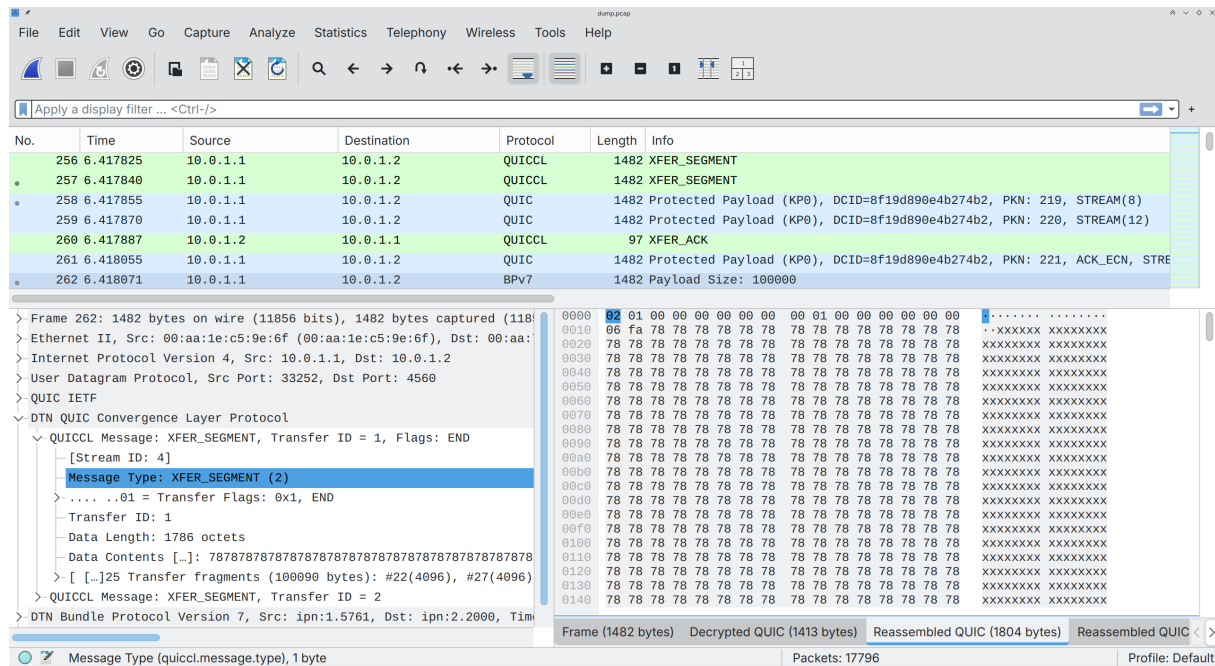 dump.pcap
File Edit View Go Capture Analyze Statistics Telephony Wireless Tools Help
Apply a display filter ... <Ctrl-/>
No. Time Source Destination Protocol Length Info
256 6.417825 10.0.1.1 10.0.1.2 QUICCL 1482 XFER_SEGMENT
257 6.417840 10.0.1.1 10.0.1.2 QUICCL 1482 XFER_SEGMENT
258 6.417855 10.0.1.1 10.0.1.2 QUIC 1482 Protected Payload (KP0), DCID=8f19d890e4b274b2, PKN: 219, STREAM(8)
259 6.417870 10.0.1.1 10.0.1.2 QUIC 1482 Protected Payload (KP0), DCID=8f19d890e4b274b2, PKN: 220, STREAM(12)
260 6.417887 10.0.1.2 10.0.1.1 QUICCL 97 XFER_ACK
261 6.418055 10.0.1.1 10.0.1.2 QUIC 1482 Protected Payload (KP0), DCID=8f19d890e4b274b2, PKN: 221, ACK_ECN, STRE
262 6.418071 10.0.1.1 10.0.1.2 BPv7 1482 Payload Size: 100000
Frame 262: 1482 bytes on wire (11856 bits), 1482 bytes captured (118
Ethernet II, Src: 00:aa:1e:c5:9e:6f (00:aa:1e:c5:9e:6f), Dst: 00:aa:
Internet Protocol Version 4, Src: 10.0.1.1, Dst: 10.0.1.2
User Datagram Protocol, Src Port: 33252, Dst Port: 4560
QUIC IETF
DTN QUIC Convergence Layer Protocol
QUICCL Message: XFER_SEGMENT, Transfer ID = 1, Flags: END
[Stream ID: 4]
Message Type: XFER_SEGMENT (2)
.... ..01 = Transfer Flags: 0x1, END
Transfer ID: 1
Data Length: 1786 octets
Data Contents […]: 78787878787878787878787878787878787878787878
[ […]25 Transfer fragments (100090 bytes): #22(4096), #27(4096)
QUICCL Message: XFER_SEGMENT, Transfer ID = 2
DTN Bundle Protocol Version 7, Src: ipn:1.5761, Dst: ipn:2.2000, Tim
0000 02 01 00 00 00 00 00 00 00 01 00 00 00 00 00 00 ········ ········
0010 06 fa 78 78 78 78 78 78 78 78 78 78 78 78 78 78 ··xxxxxx xxxxxxxx
0020 78 78 78 78 78 78 78 78 78 78 78 78 78 78 78 78 xxxxxxxx xxxxxxxx
0030 78 78 78 78 78 78 78 78 78 78 78 78 78 78 78 78 xxxxxxxx xxxxxxxx
0040 78 78 78 78 78 78 78 78 78 78 78 78 78 78 78 78 xxxxxxxx xxxxxxxx
0050 78 78 78 78 78 78 78 78 78 78 78 78 78 78 78 78 xxxxxxxx xxxxxxxx
0060 78 78 78 78 78 78 78 78 78 78 78 78 78 78 78 78 xxxxxxxx xxxxxxxx
0070 78 78 78 78 78 78 78 78 78 78 78 78 78 78 78 78 xxxxxxxx xxxxxxxx
0080 78 78 78 78 78 78 78 78 78 78 78 78 78 78 78 78 xxxxxxxx xxxxxxxx
0090 78 78 78 78 78 78 78 78 78 78 78 78 78 78 78 78 xxxxxxxx xxxxxxxx
00a0 78 78 78 78 78 78 78 78 78 78 78 78 78 78 78 78 xxxxxxxx xxxxxxxx
00b0 78 78 78 78 78 78 78 78 78 78 78 78 78 78 78 78 xxxxxxxx xxxxxxxx
00c0 78 78 78 78 78 78 78 78 78 78 78 78 78 78 78 78 xxxxxxxx xxxxxxxx
00d0 78 78 78 78 78 78 78 78 78 78 78 78 78 78 78 78 xxxxxxxx xxxxxxxx
00e0 78 78 78 78 78 78 78 78 78 78 78 78 78 78 78 78 xxxxxxxx xxxxxxxx
00f0 78 78 78 78 78 78 78 78 78 78 78 78 78 78 78 78 xxxxxxxx xxxxxxxx
0100 78 78 78 78 78 78 78 78 78 78 78 78 78 78 78 78 xxxxxxxx xxxxxxxx
0110 78 78 78 78 78 78 78 78 78 78 78 78 78 78 78 78 xxxxxxxx xxxxxxxx
0120 78 78 78 78 78 78 78 78 78 78 78 78 78 78 78 78 xxxxxxxx xxxxxxxx
0130 78 78 78 78 78 78 78 78 78 78 78 78 78 78 78 78 xxxxxxxx xxxxxxxx
0140 78 78 78 78 78 78 78 78 78 78 78 78 78 78 78 78 xxxxxxxx xxxxxxxx
Frame (1482 bytes) Decrypted QUIC (1413 bytes) Reassembled QUIC (1804 bytes) Reassembled QUIC
Message Type (quiccl.message.type), 1 byte Packets: 17796 Profile: Default